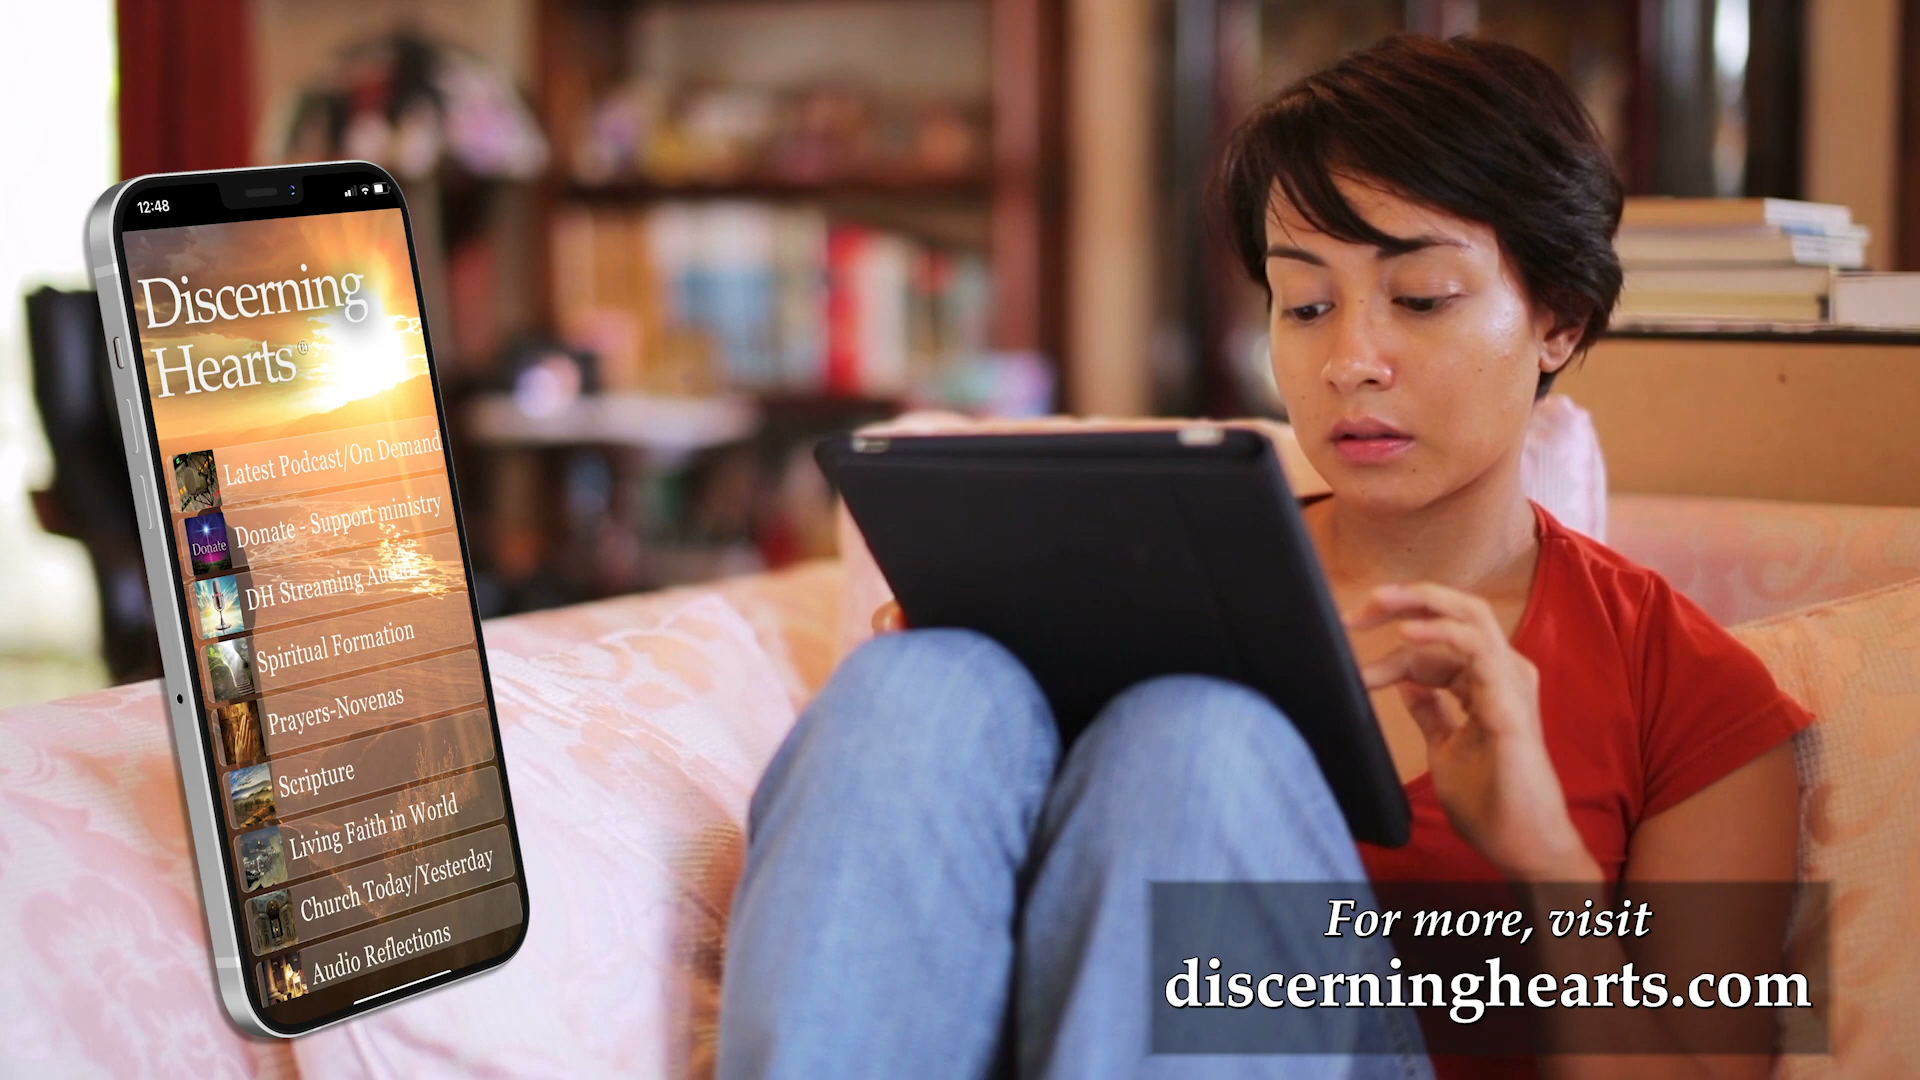 12:48
Discerning
Hearts®
Latest Podcast/On Demand
Donate - Support ministry
Donate
DH Streaming Audio
Spiritual Formation
Prayers-Novenas
Scripture
Living Faith in World
Church Today/Yesterday
Audio Reflections
For more, visit
discerninghearts.com